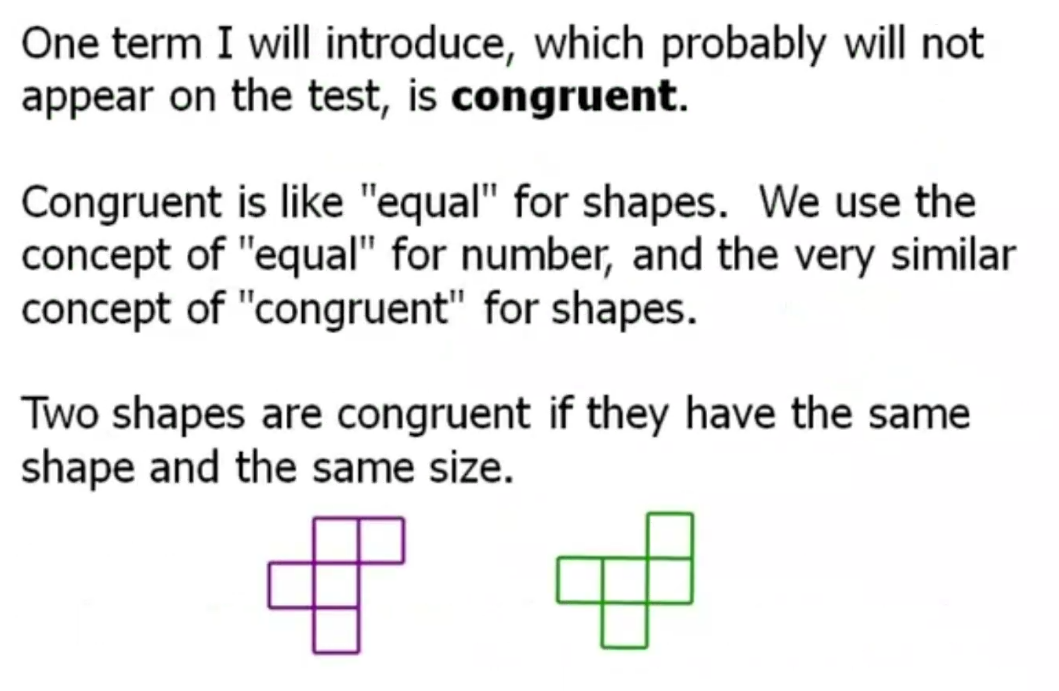 One term I will introduce, which probably will not
appear on the test, is congruent.
Congruent is like "equal" for shapes. We use the
concept of "equal" for number, and the very similar
concept of "congruent" for shapes.
Two shapes are congruent if they have the same
shape and the same size.